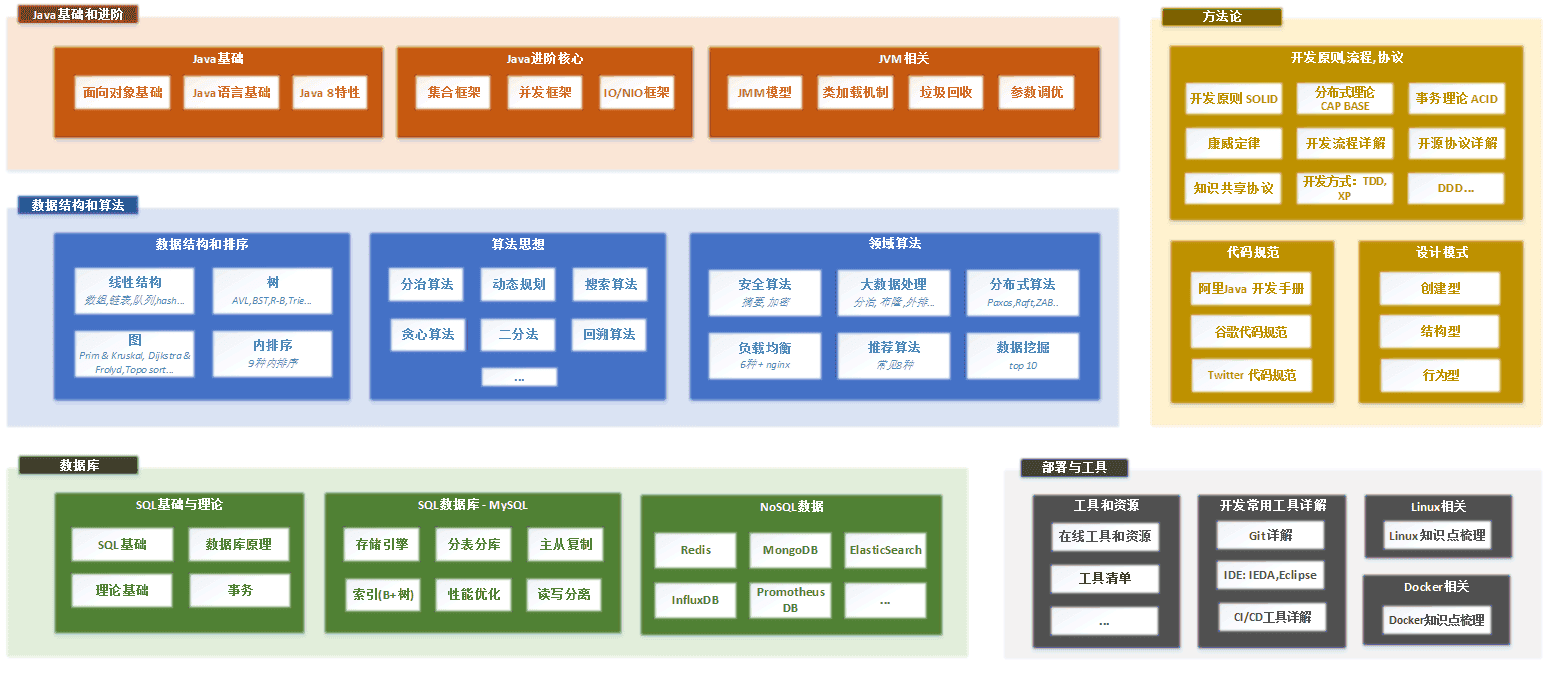 Java基础和进阶
Java基础
面向对象基础
Java语言基础
Java 8特性
Java进阶核心
集合框架
并发框架
IO/NIO框架
JVM相关
JMM模型
类加载机制
垃圾回收
参数调优
方法论
开发原则,流程,协议
开发原则 SOLID
分布式理论
CAP BASE
事务理论 ACID
康威定律
开发流程详解
开源协议详解
知识共享协议
开发方式：TDD,
XP
DDD...
代码规范
阿里Java 开发手册
谷歌代码规范
Twitter 代码规范
设计模式
创建型
结构型
行为型
数据结构和算法
数据结构和排序
线性结构
数组,链表,队列,hash...
树
AVL,BST,R-B,Trie...
图
Prim & Kruskal, Dijkstra &
Frolyd,Topo sort...
内排序
9种内排序
算法思想
分治算法
动态规划
搜索算法
贪心算法
二分法
回溯算法
...
领域算法
安全算法
摘要, 加密
大数据处理
分治, 布隆,外排...
分布式算法
Paxos,Raft,ZAB..
负载均衡
6种+ nginx
推荐算法
常见8种
数据挖掘
top 10
数据库
SQL基础与理论
SQL基础
数据库原理
理论基础
事务
SQL数据库 - MySQL
存储引擎
分表分库
主从复制
索引(B+树)
性能优化
读写分离
NoSQL数据
Redis
MongoDB
ElasticSearch
InfluxDB
Promotheus
DB
...
部署与工具
工具和资源
在线工具和资源
工具清单
...
开发常用工具详解
Git详解
IDE: IEDA,Eclipse
CI/CD工具详解
Linux相关
Linux 知识点梳理
Docker相关
Docker知识点梳理